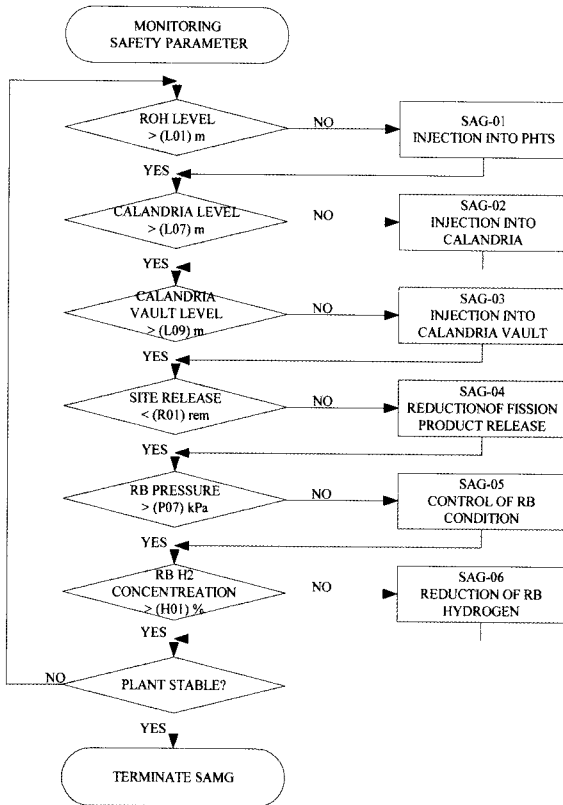 MONITORING
SAFETY PARAMETER
ROH LEVEL
> (L01) m
NO
SAG-01
INJECTION INTO PHTS
YES
CALANDRIA LEVEL
> (L07) m
NO
SAG-02
INJECTION INTO
CALANDRIA
YES
CALANDRIA
VAULT LEVEL
> (L09) m
NO
SAG-03
INJECTION INTO
CALANDRIA VAULT
YES
SITE RELEASE
< (R01) rem
NO
SAG-04
REDUCTIONOF FISSION
PRODUCT RELEASE
YES
RB PRESSURE
> (P07) kPa
NO
SAG-05
CONTROL OF RB
CONDITION
YES
RB H2
CONCENTREATION
> (H01) %
NO
SAG-06
REDUCTION OF RB
HYDROGEN
YES
NO
PLANT STABLE?
YES
TERMINATE SAMG